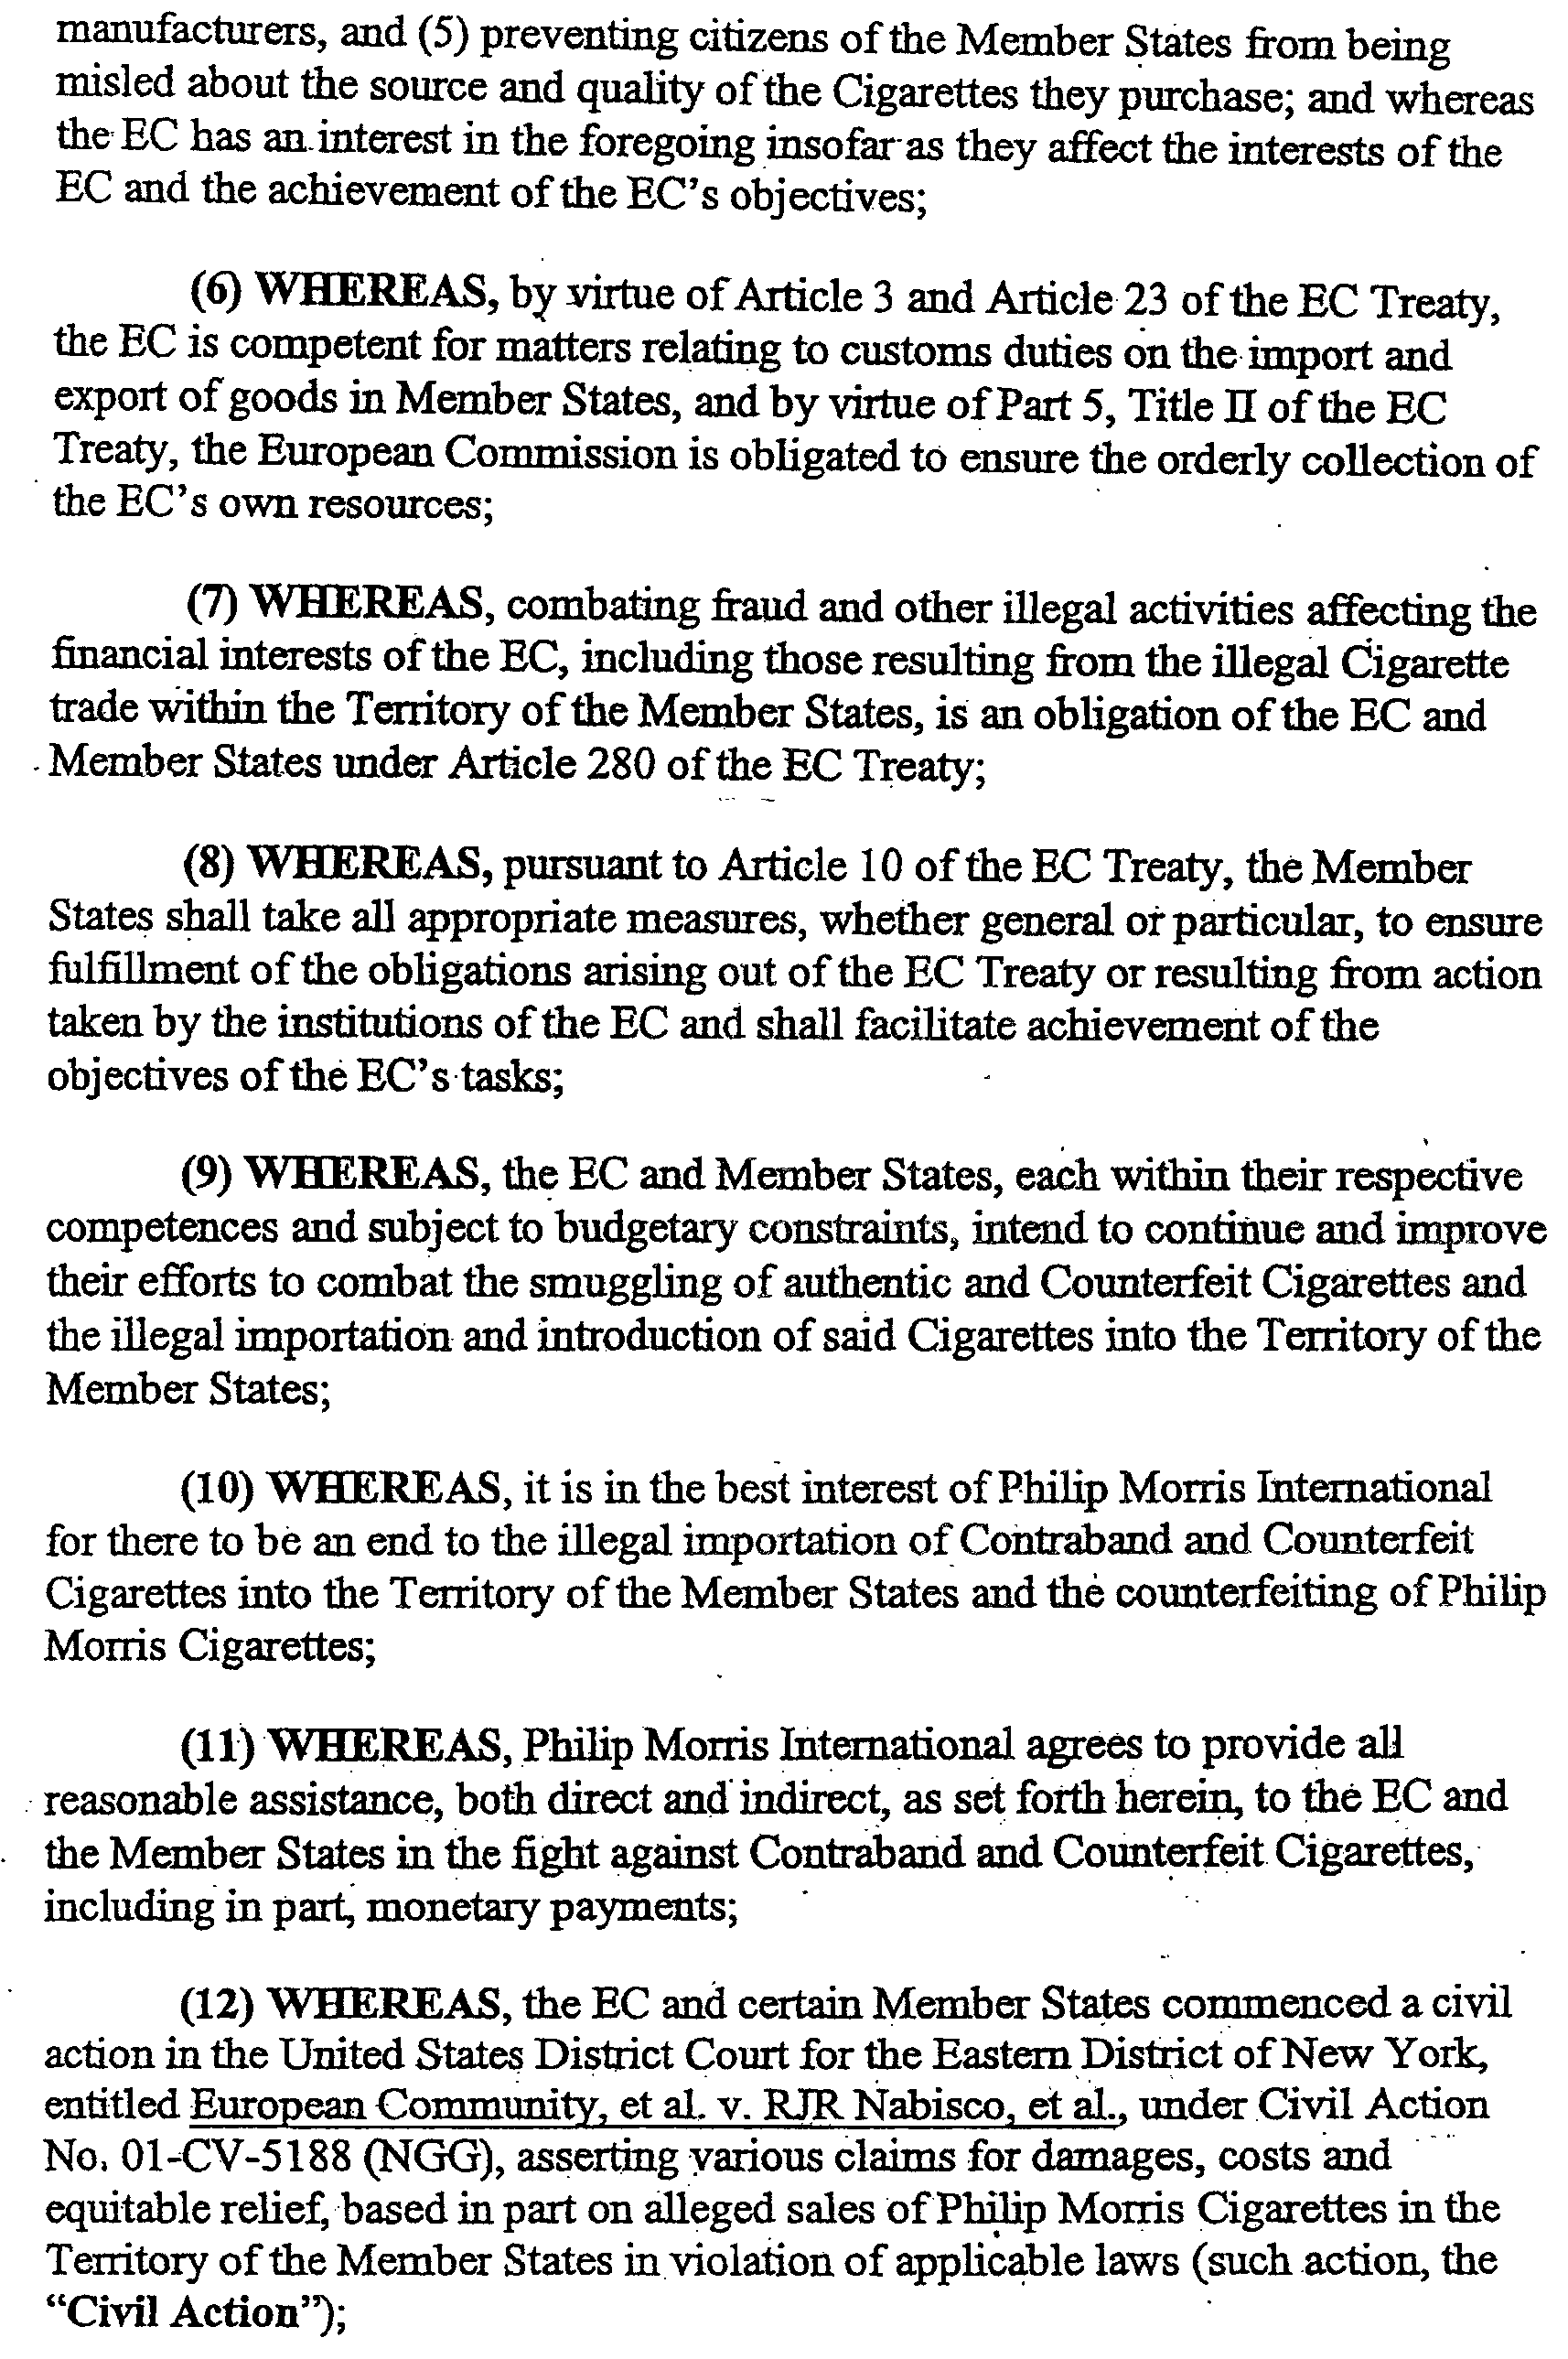 manufacturers, and (5) preventing citizens of the Member States from being
misled about the source and quality of the Cigarettes they purchase; and whereas
the EC has an interest in the foregoing insofar as they affect the interests of the
EC and the achievement of the EC's objectives;
(6) WHEREAS, by virtue of Article 3 and Article 23 of the EC Treaty,
the EC is competent for matters relating to customs duties on the import and
export of goods in Member States, and by virtue of Part 5, Title II of the EC
Treaty, the European Commission is obligated to ensure the orderly collection of
the EC's own resources;
(7) WHEREAS, combating fraud and other illegal activities affecting the
financial interests of the EC, including those resulting from the illegal Cigarette
trade within the Territory of the Member States, is an obligation of the EC and
Member States under Article 280 of the EC Treaty;
(8) WHEREAS, pursuant to Article 10 of the EC Treaty, the Member
States shall take all appropriate measures, whether general or particular, to ensure
fulfillment of the obligations arising out of the EC Treaty or resulting from action
taken by the institutions of the EC and shall facilitate achievement of the
objectives of the EC's tasks;
(9) WHEREAS, the EC and Member States, each within their respective
competences and subject to budgetary constraints, intend to continue and improve
their efforts to combat the smuggling of authentic and Counterfeit Cigarettes and
the illegal importation and introduction of said Cigarettes into the Territory of the
Member States;
(10) WHEREAS, it is in the best interest of Philip Morris International
for there to be an end to the illegal importation of Contraband and Counterfeit
Cigarettes into the Territory of the Member States and the counterfeiting of Philip
Morris Cigarettes;
(11) WHEREAS, Philip Morris International agrees to provide all
reasonable assistance, both direct and indirect, as set forth herein, to the EC and
the Member States in the fight against Contraband and Counterfeit Cigarettes,
including in part, monetary payments;
(12) WHEREAS, the EC and certain Member States commenced a civil
action in the United States District Court for the Eastern District of New York,
entitled European Community, et al. v. RJR Nabisco, et al., under Civil Action
No. 01-CV-5188 (NGG), asserting various claims for damages, costs and
equitable relief, based in part on alleged sales of Philip Morris Cigarettes in the
Territory of the Member States in violation of applicable laws (such action, the
"Civil Action");